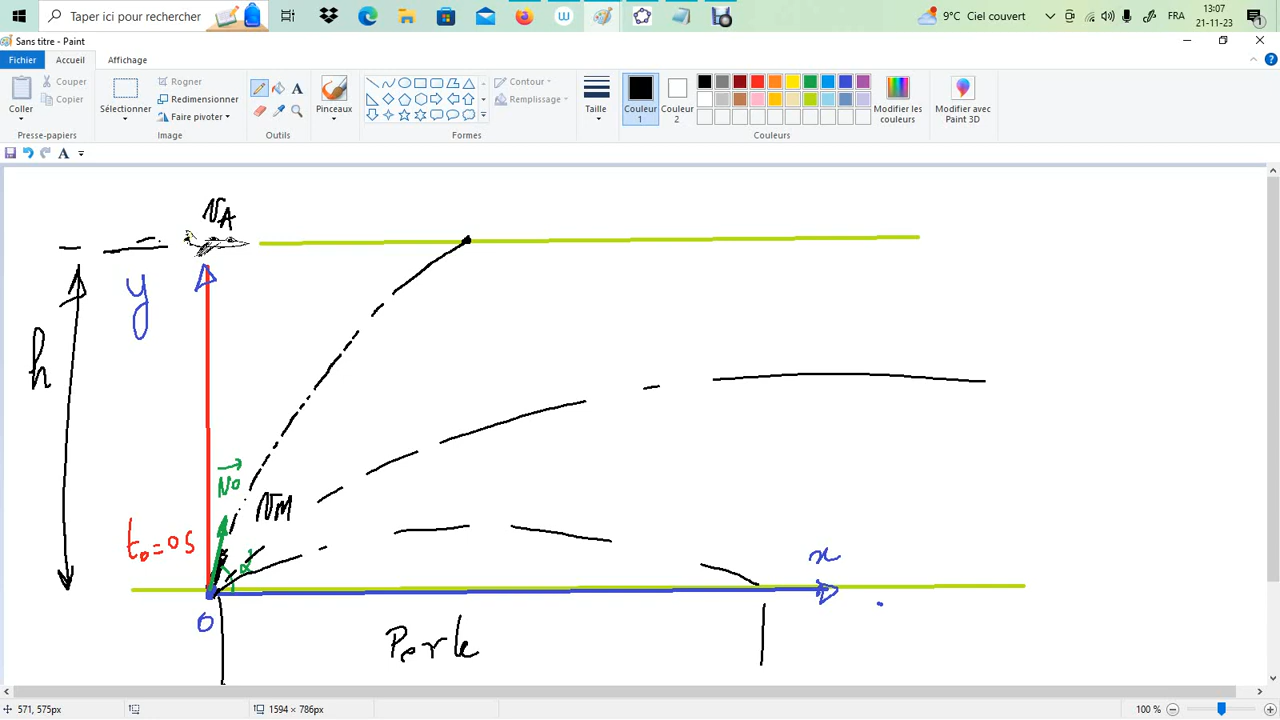 Taper ici pour rechercher
9°C Ciel couvert
FRA
13:07
21-11-23
1
Sans titre - Paint
Fichier
Accueil
Affichage
Coller
Couper
Copier
Presse-papiers
Sélectionner
Rogner
Redimensionner
Faire pivoter
Image
A
Outils
Pinceaux
Contour
Remplissage
Formes
Taille
Couleur 1
Couleur 2
Couleurs
Modifier les couleurs
Modifier avec Paint 3D
A
vA
y
h
v0
vM
t0=0s
α
x
0
571, 575px
1594 × 786px
100 %